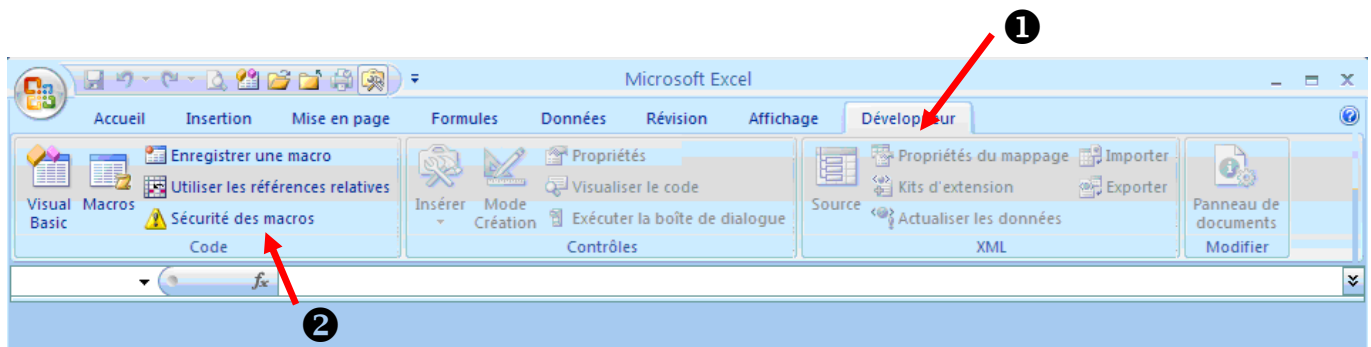 ❶
Microsoft Excel
Accueil Insertion Mise en page Formules Données Révision Affichage Développeur
Enregistrer une macro
Utiliser les références relatives
Sécurité des macros
Visual Basic
Macros
Code
Insérer
Mode Création
Propriétés
Visualiser le code
Exécuter la boîte de dialogue
Contrôles
Source
Propriétés du mappage
Kits d'extension
Actualiser les données
Importer
Exporter
XML
Panneau de documents
Modifier
fx
❷